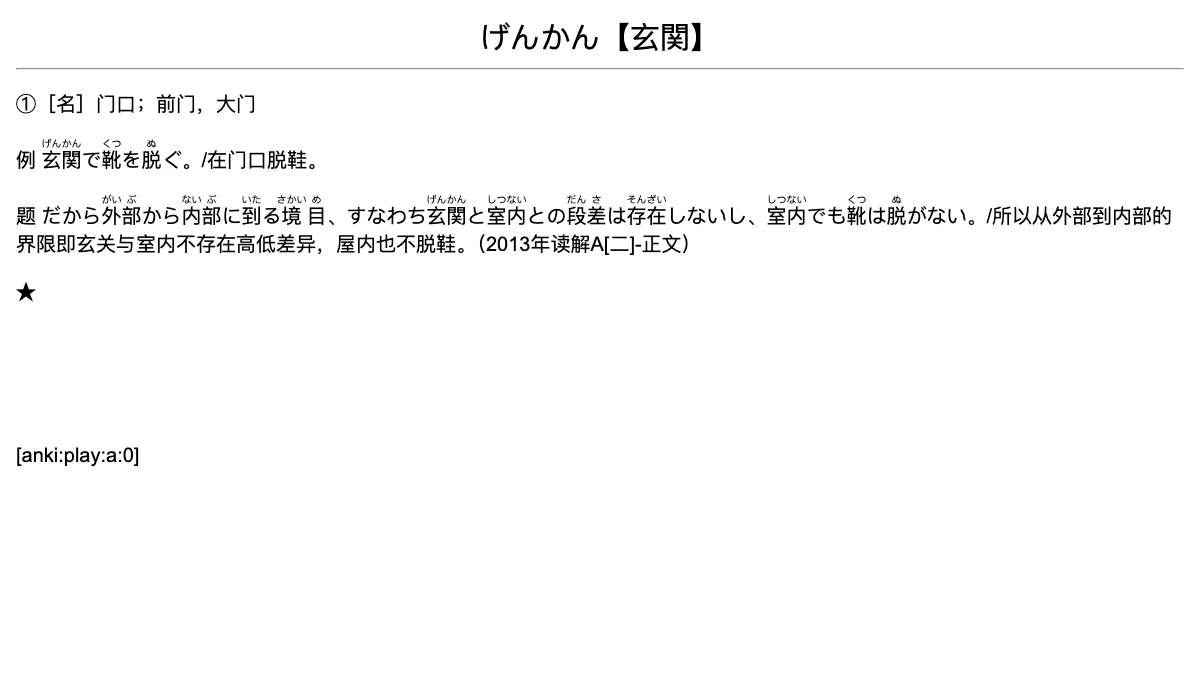 げんかん【玄関】
①［名］门口；前门，大门
げんかん くつ ぬ
例 玄関で靴を脱ぐ。/在门口脱鞋。
がい ぶ ない ぶ いた さかい め げんかん しつない だん さ そんざい しつない くつ ぬ
题 だから外部から内部に到る境目、すなわち玄関と室内との段差は存在しないし、室内でも靴は脱がない。/所以从外部到内部的
界限即玄关与室内不存在高低差异，屋内也不脱鞋。（2013年读解A[二]-正文）
★
[anki:play:a:0]